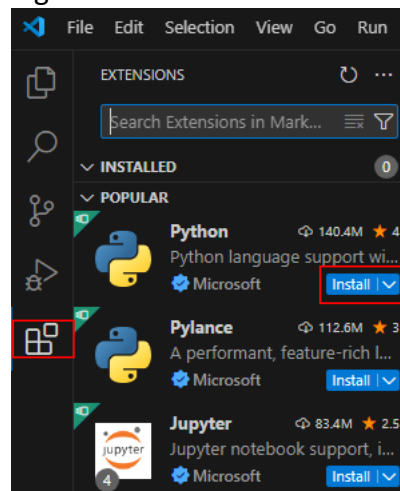 File Edit Selection View Go Run
EXTENSIONS
Search Extensions in Mark...
INSTALLED 0
POPULAR
Python 140.4M ★ 4
Python language support wi...
Microsoft Install
Pylance 112.6M ★ 3
A performant, feature-rich l...
Microsoft Install
Jupyter 83.4M ★ 2.5
Jupyter notebook support, i...
jupyter
4 Microsoft Install